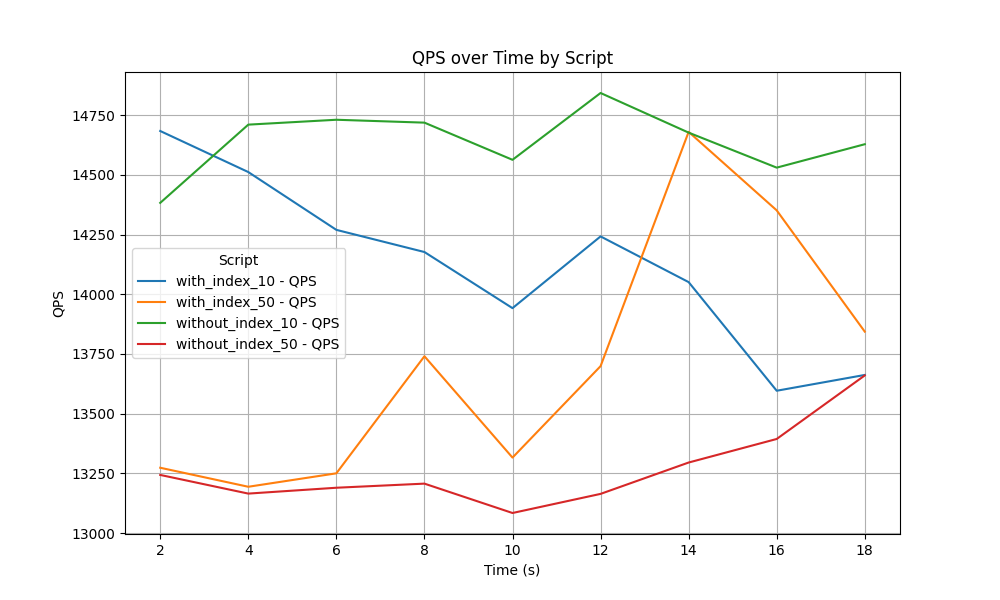 QPS over Time by Script
14750
14500
14250
14000
13750
13500
13250
13000
QPS
Script
with_index_10 - QPS
with_index_50 - QPS
without_index_10 - QPS
without_index_50 - QPS
2 4 6 8 10 12 14 16 18
Time (s)